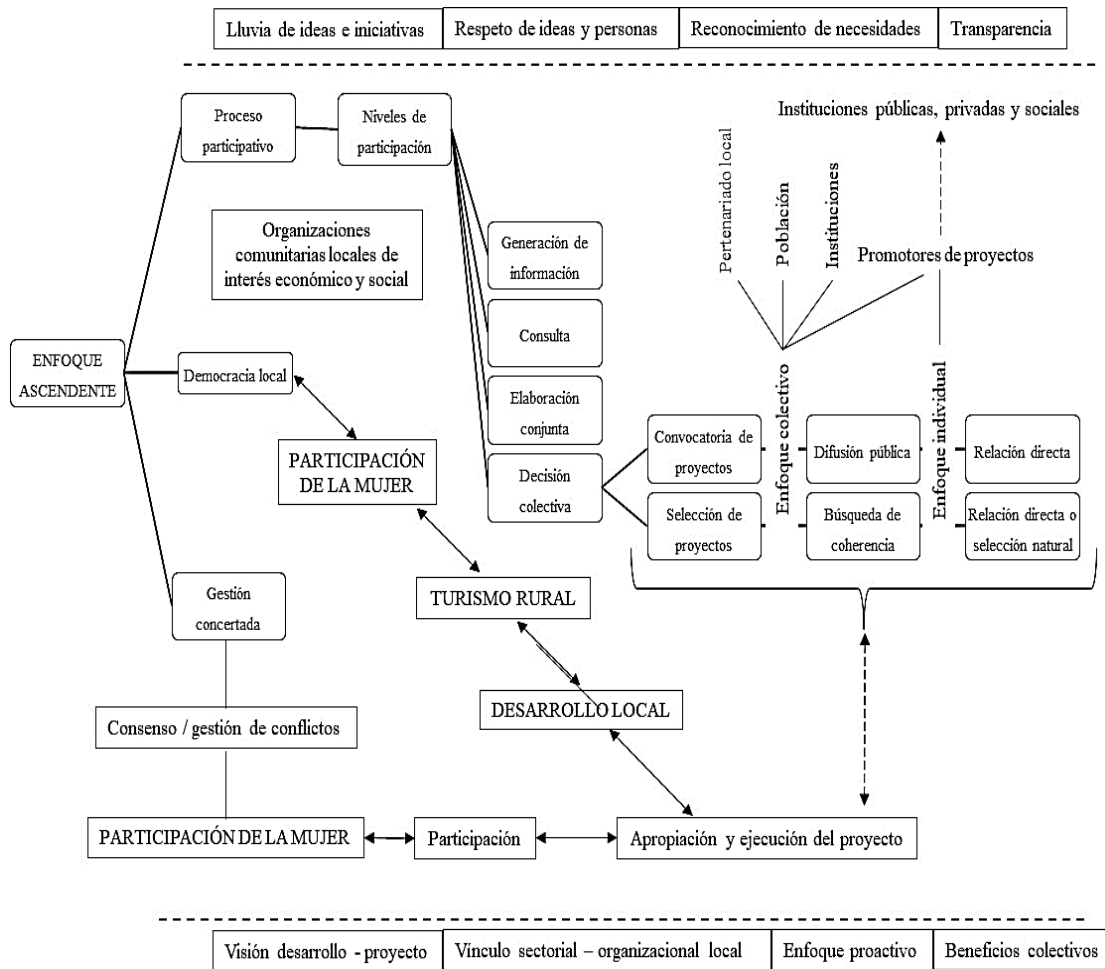 Lluvia de ideas e iniciativas
Respeto de ideas y personas
Reconocimiento de necesidades
Transparencia
Proceso
participativo
Niveles de
participación
Instituciones públicas, privadas y sociales
Pertenariado local
Población
Instituciones
Promotores de proyectos
Organizaciones
comunitarias locales de
interés económico y social
Generación de
información
Consulta
ENFOQUE
ASCENDENTE
Democracia local
Elaboración
conjunta
PARTICIPACIÓN
DE LA MUJER
Decisión
colectiva
Convocatoria de
proyectos
Enfoque colectivo
Difusión pública
Enfoque individual
Relación directa
Selección de
proyectos
Búsqueda de
coherencia
Relación directa o
selección natural
Gestión
concertada
TURISMO RURAL
Consenso / gestión de conflictos
DESARROLLO LOCAL
PARTICIPACIÓN DE LA MUJER
Participación
Apropiación y ejecución del proyecto
Visión desarrollo - proyecto
Vínculo sectorial – organizacional local
Enfoque proactivo
Beneficios colectivos